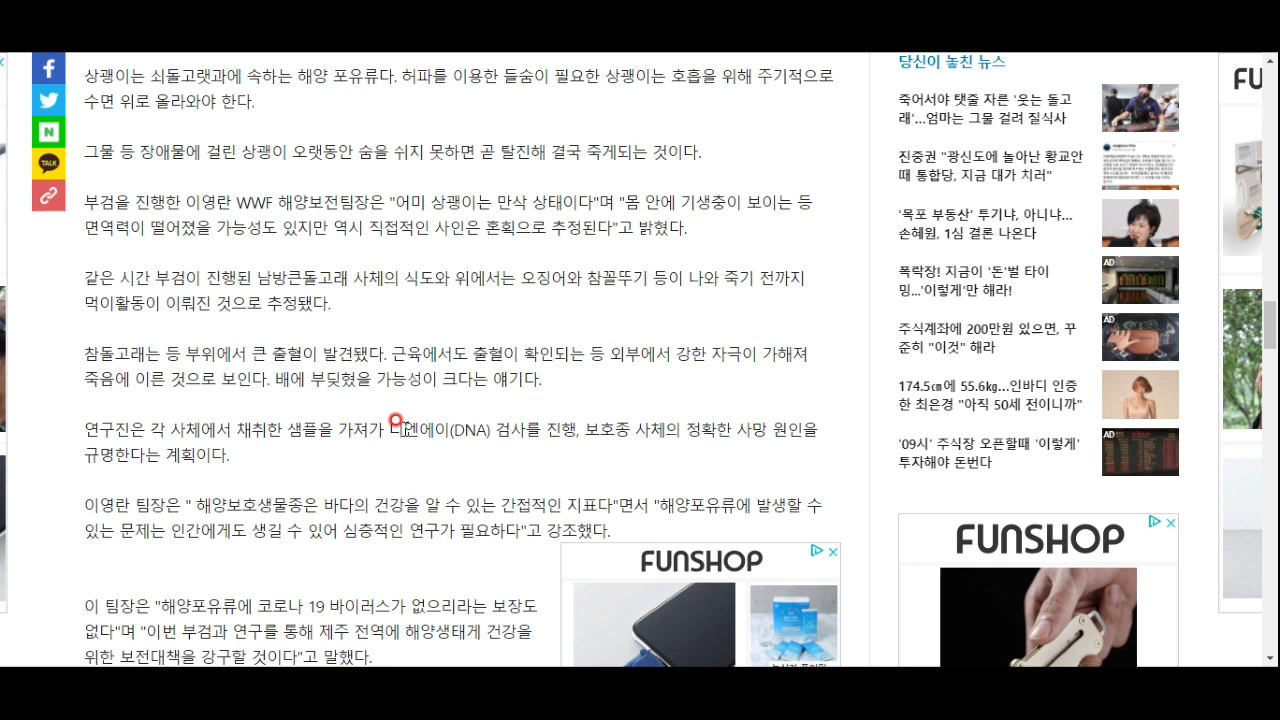 상괭이는 쇠돌고랫과에 속하는 해양 포유류다. 허파를 이용한 들숨이 필요한 상괭이는 호흡을 위해 주기적으로
수면 위로 올라와야 한다.
그물 등 장애물에 걸린 상괭이 오랫동안 숨을 쉬지 못하면 곧 탈진해 결국 죽게되는 것이다.
부검을 진행한 이영란 WWF 해양보전팀장은 "어미 상괭이는 만삭 상태이다"며 "몸 안에 기생충이 보이는 등
면역력이 떨어졌을 가능성도 있지만 역시 직접적인 사인은 혼획으로 추정된다"고 밝혔다.
같은 시간 부검이 진행된 남방큰돌고래 사체의 식도와 위에서는 오징어와 참꼴뚜기 등이 나와 죽기 전까지
먹이활동이 이뤄진 것으로 추정됐다.
참돌고래는 등 부위에서 큰 출혈이 발견됐다. 근육에서도 출혈이 확인되는 등 외부에서 강한 자극이 가해져
죽음에 이른 것으로 보인다. 배에 부딪혔을 가능성이 크다는 얘기다.
연구진은 각 사체에서 채취한 샘플을 가져가 디엔에이(DNA) 검사를 진행, 보호종 사체의 정확한 사망 원인을
규명한다는 계획이다.
이영란 팀장은 " 해양보호생물종은 바다의 건강을 알 수 있는 간접적인 지표다"면서 "해양포유류에 발생할 수
있는 문제는 인간에게도 생길 수 있어 심층적인 연구가 필요하다"고 강조했다.
이 팀장은 "해양포유류에 코로나 19 바이러스가 없으리라는 보장도
없다"며 "이번 부검과 연구를 통해 제주 전역에 해양생태계 건강을
위한 보전대책을 강구할 것이다"고 말했다.
FUNSHOP
당신이 놓친 뉴스
죽어서야 탯줄 자른 '웃는 돌고
래'...엄마는 그물 걸려 질식사
진중권 "광신도에 놀아난 황교안
때 통합당, 지금 대가 치러"
'목포 부동산' 투기냐, 아니냐...
손혜원, 1심 결론 나온다
폭락장! 지금이 '돈'벌 타이
밍...'이렇게'만 해라!
AD
주식계좌에 200만원 있으면, 꾸
준히 "이것" 해라
AD
174.5㎝에 55.6㎏...인바디 인증
한 최은경 "아직 50세 전이니까"
'09시' 주식장 오픈할때 '이렇게'
투자해야 돈번다
AD
FUNSHOP
FU
f
N
TALK